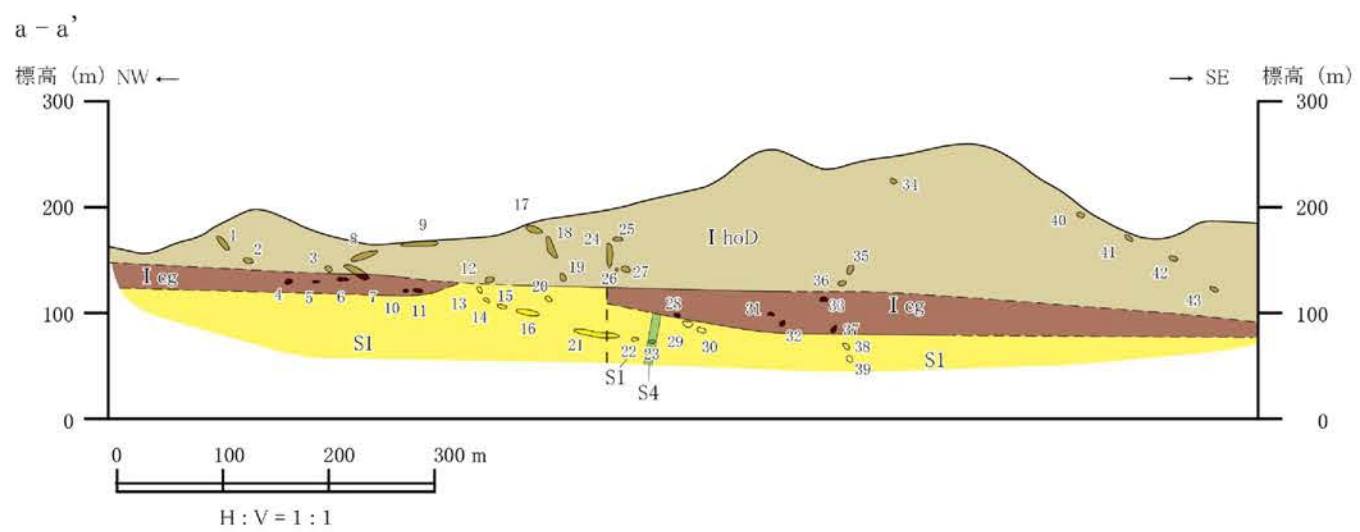 a－a’
標高 (m) NW ← → SE 標高 (m)
300 300
200 200
100 100
0 0
1 2 3 8 9 17 18 19 24 25 26 27 34 35 36 40 41 42 43
I hoD
I cg I cg
4 5 6 7 10 11 12 13 14 15 16 20 21 22 23 28 29 30 31 32 33 37 38 39
S1 S1 S1
S4
0 100 200 300 m
H : V = 1 : 1